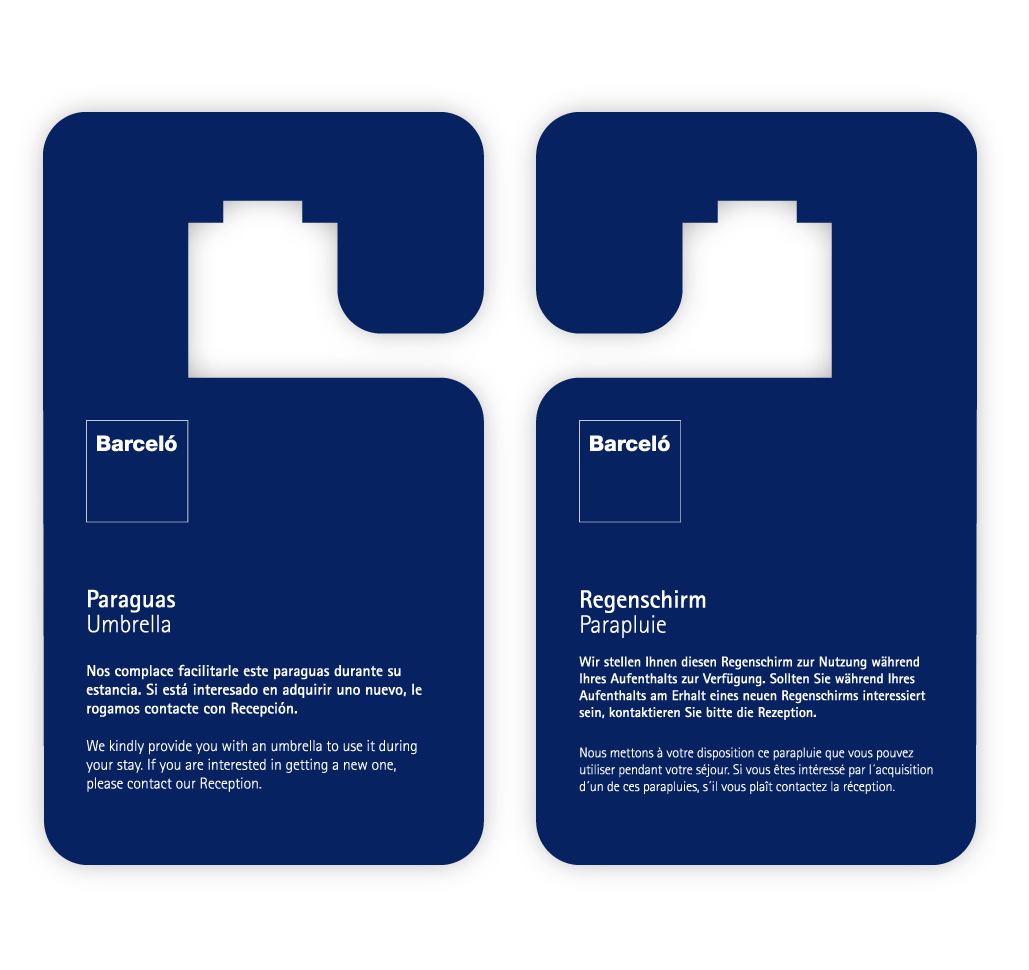 Barceló
Paraguas
Umbrella
Nos complace facilitarle este paraguas durante su
estancia. Si está interesado en adquirir uno nuevo, le
rogamos contacte con Recepción.
We kindly provide you with an umbrella to use it during
your stay. If you are interested in getting a new one,
please contact our Reception.
Barceló
Regenschirm
Parapluie
Wir stellen Ihnen diesen Regenschirm zur Nutzung während
Ihres Aufenthalts zur Verfügung. Sollten Sie während Ihres
Aufenthalts am Erhalt eines neuen Regenschirms interessiert
sein, kontaktieren Sie bitte die Rezeption.
Nous mettons à votre disposition ce parapluie que vous pouvez
utiliser pendant votre séjour. Si vous êtes intéressé par l´acquisition
d´un de ces parapluies, s´il vous plaît contactez la réception.